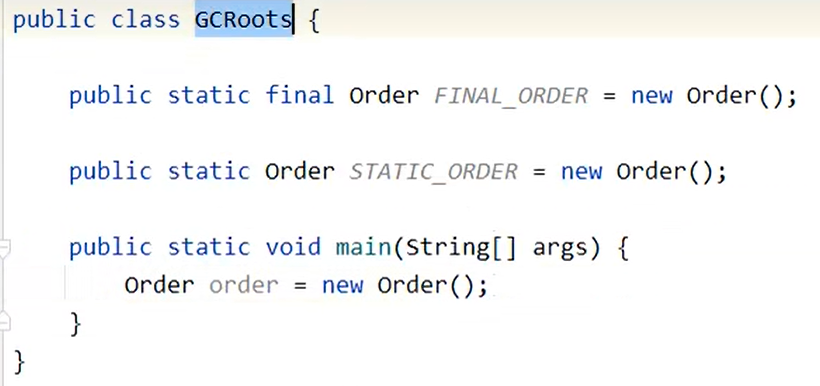 public class GCRoots {
public static final Order FINAL_ORDER = new Order();
public static Order STATIC_ORDER = new Order();
public static void main(String[] args) {
Order order = new Order();
}
}